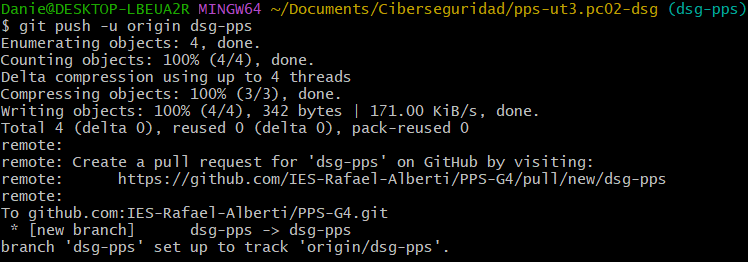 Danie@DESKTOP-LBEUA2R MINGW64 ~/Documents/Ciberseguridad/pps-ut3.pc02-dsg (dsg-pps)
$ git push -u origin dsg-pps
Enumerating objects: 4, done.
Counting objects: 100% (4/4), done.
Delta compression using up to 4 threads
Compressing objects: 100% (3/3), done.
Writing objects: 100% (4/4), 342 bytes | 171.00 KiB/s, done.
Total 4 (delta 0), reused 0 (delta 0), pack-reused 0
remote:
remote: Create a pull request for 'dsg-pps' on GitHub by visiting:
remote:      https://github.com/IES-Rafael-Alberti/PPS-G4/pull/new/dsg-pps
remote:
To github.com:IES-Rafael-Alberti/PPS-G4.git
 * [new branch]      dsg-pps -> dsg-pps
branch 'dsg-pps' set up to track 'origin/dsg-pps'.